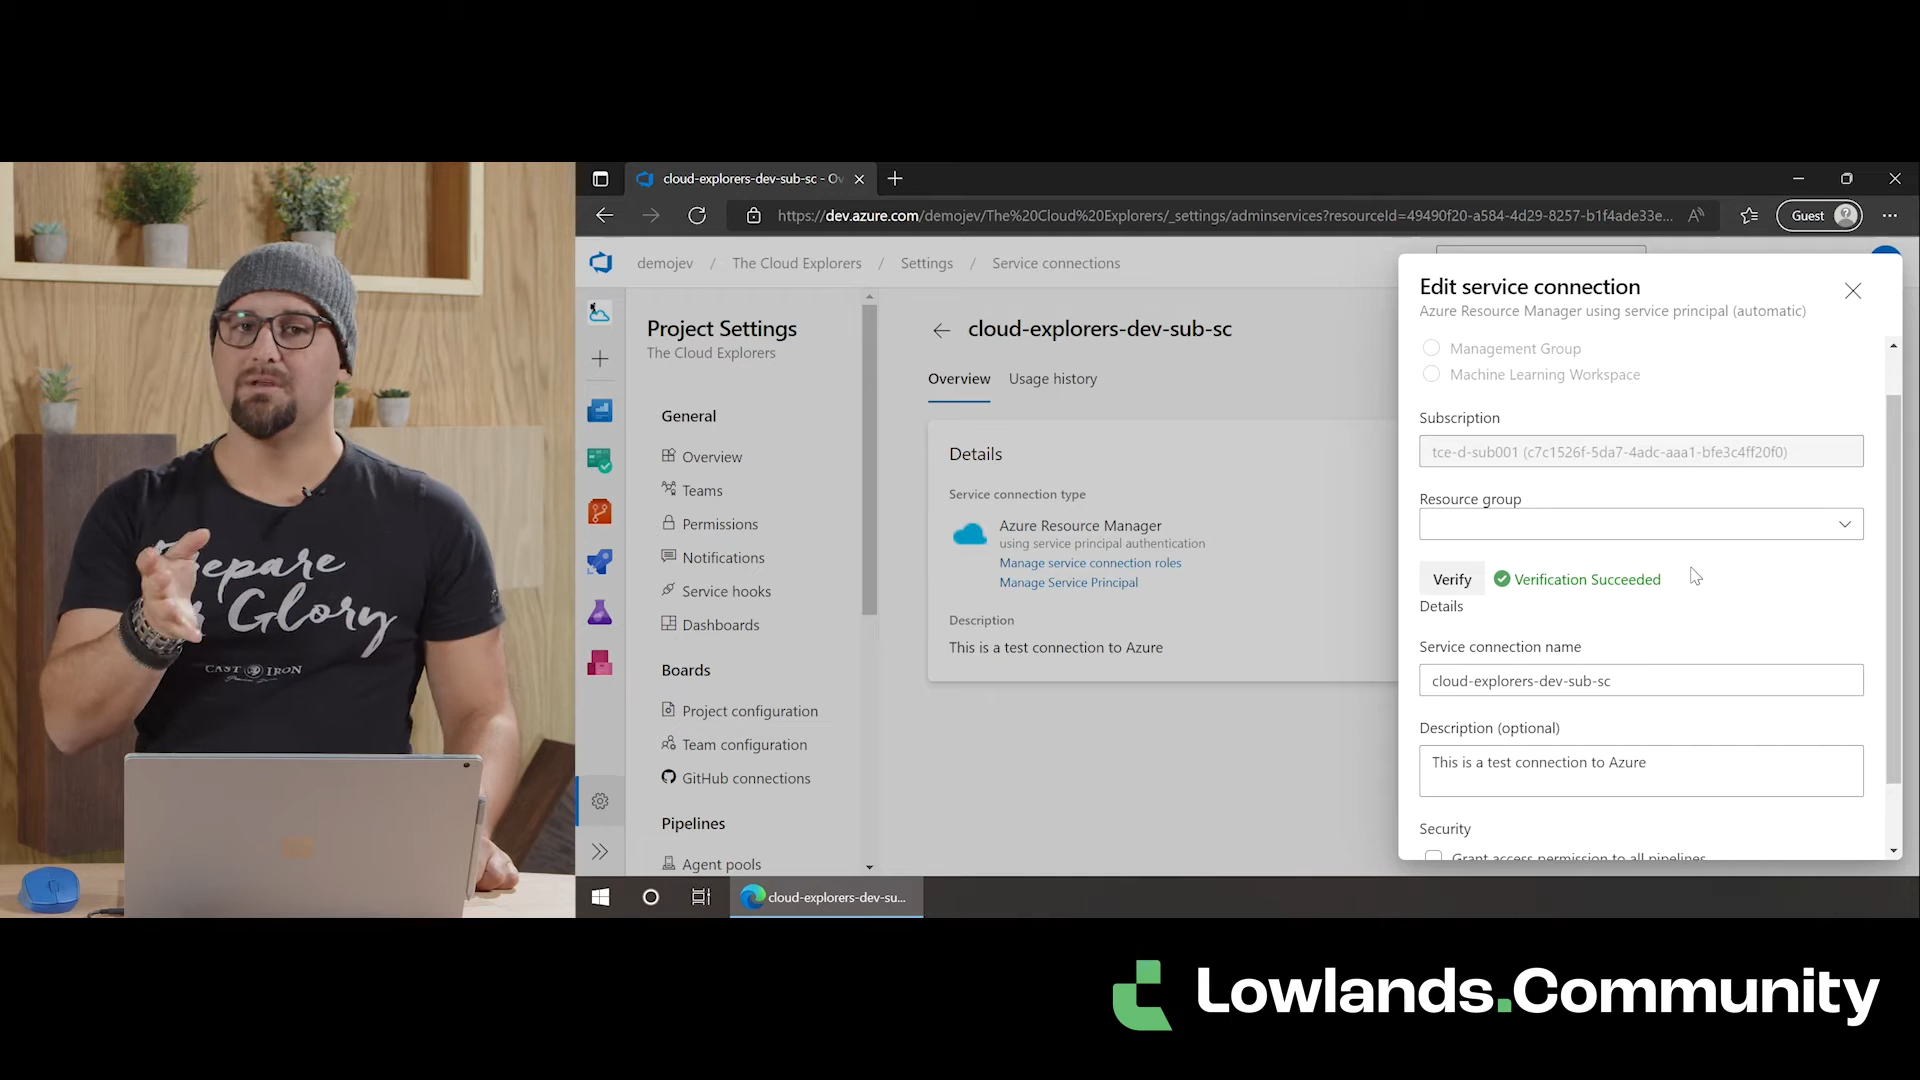 Prepare
Glory
CAST IRON
cloud-explorers-dev-sub-sc - Ov
https://dev.azure.com/demojev/The%20Cloud%20Explorers/_settings/adminservices?resourceId=49490f20-a584-4d29-8257-b1f4ade33e...
Guest
demojev / The Cloud Explorers / Settings / Service connections
Project Settings
The Cloud Explorers
General
Overview
Teams
Permissions
Notifications
Service hooks
Dashboards
Boards
Project configuration
Team configuration
GitHub connections
Pipelines
Agent pools
cloud-explorers-dev-sub-sc
Overview
Usage history
Details
Service connection type
Azure Resource Manager
using service principal authentication
Manage service connection roles
Manage Service Principal
Description
This is a test connection to Azure
Edit service connection
Azure Resource Manager using service principal (automatic)
Management Group
Machine Learning Workspace
Subscription
tce-d-sub001 (c7c1526f-5da7-4adc-aaa1-bfe3c4ff20f0)
Resource group
Verify
Verification Succeeded
Details
Service connection name
cloud-explorers-dev-sub-sc
Description (optional)
This is a test connection to Azure
Security
Grant access permission to all pipelines
cloud-explorers-dev-su...
Lowlands.Community